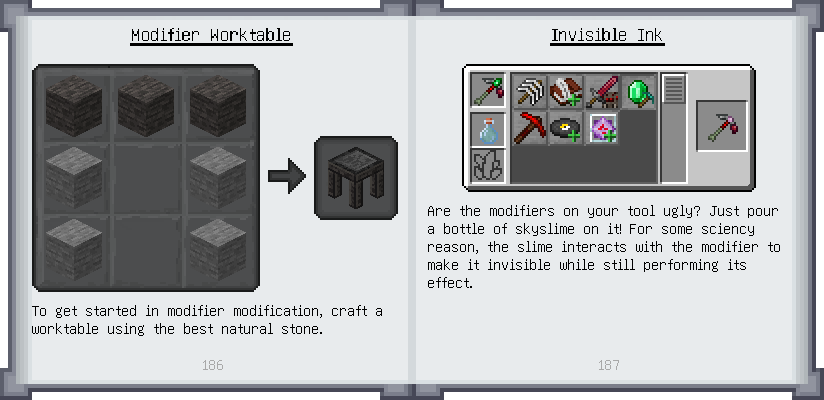 Modifier Worktable
To get started in modifier modification, craft a
worktable using the best natural stone.
186
Invisible Ink
Are the modifiers on your tool ugly? Just pour
a bottle of skyslime on it! For some sciency
reason, the slime interacts with the modifier to
make it invisible while still performing its
effect.
187